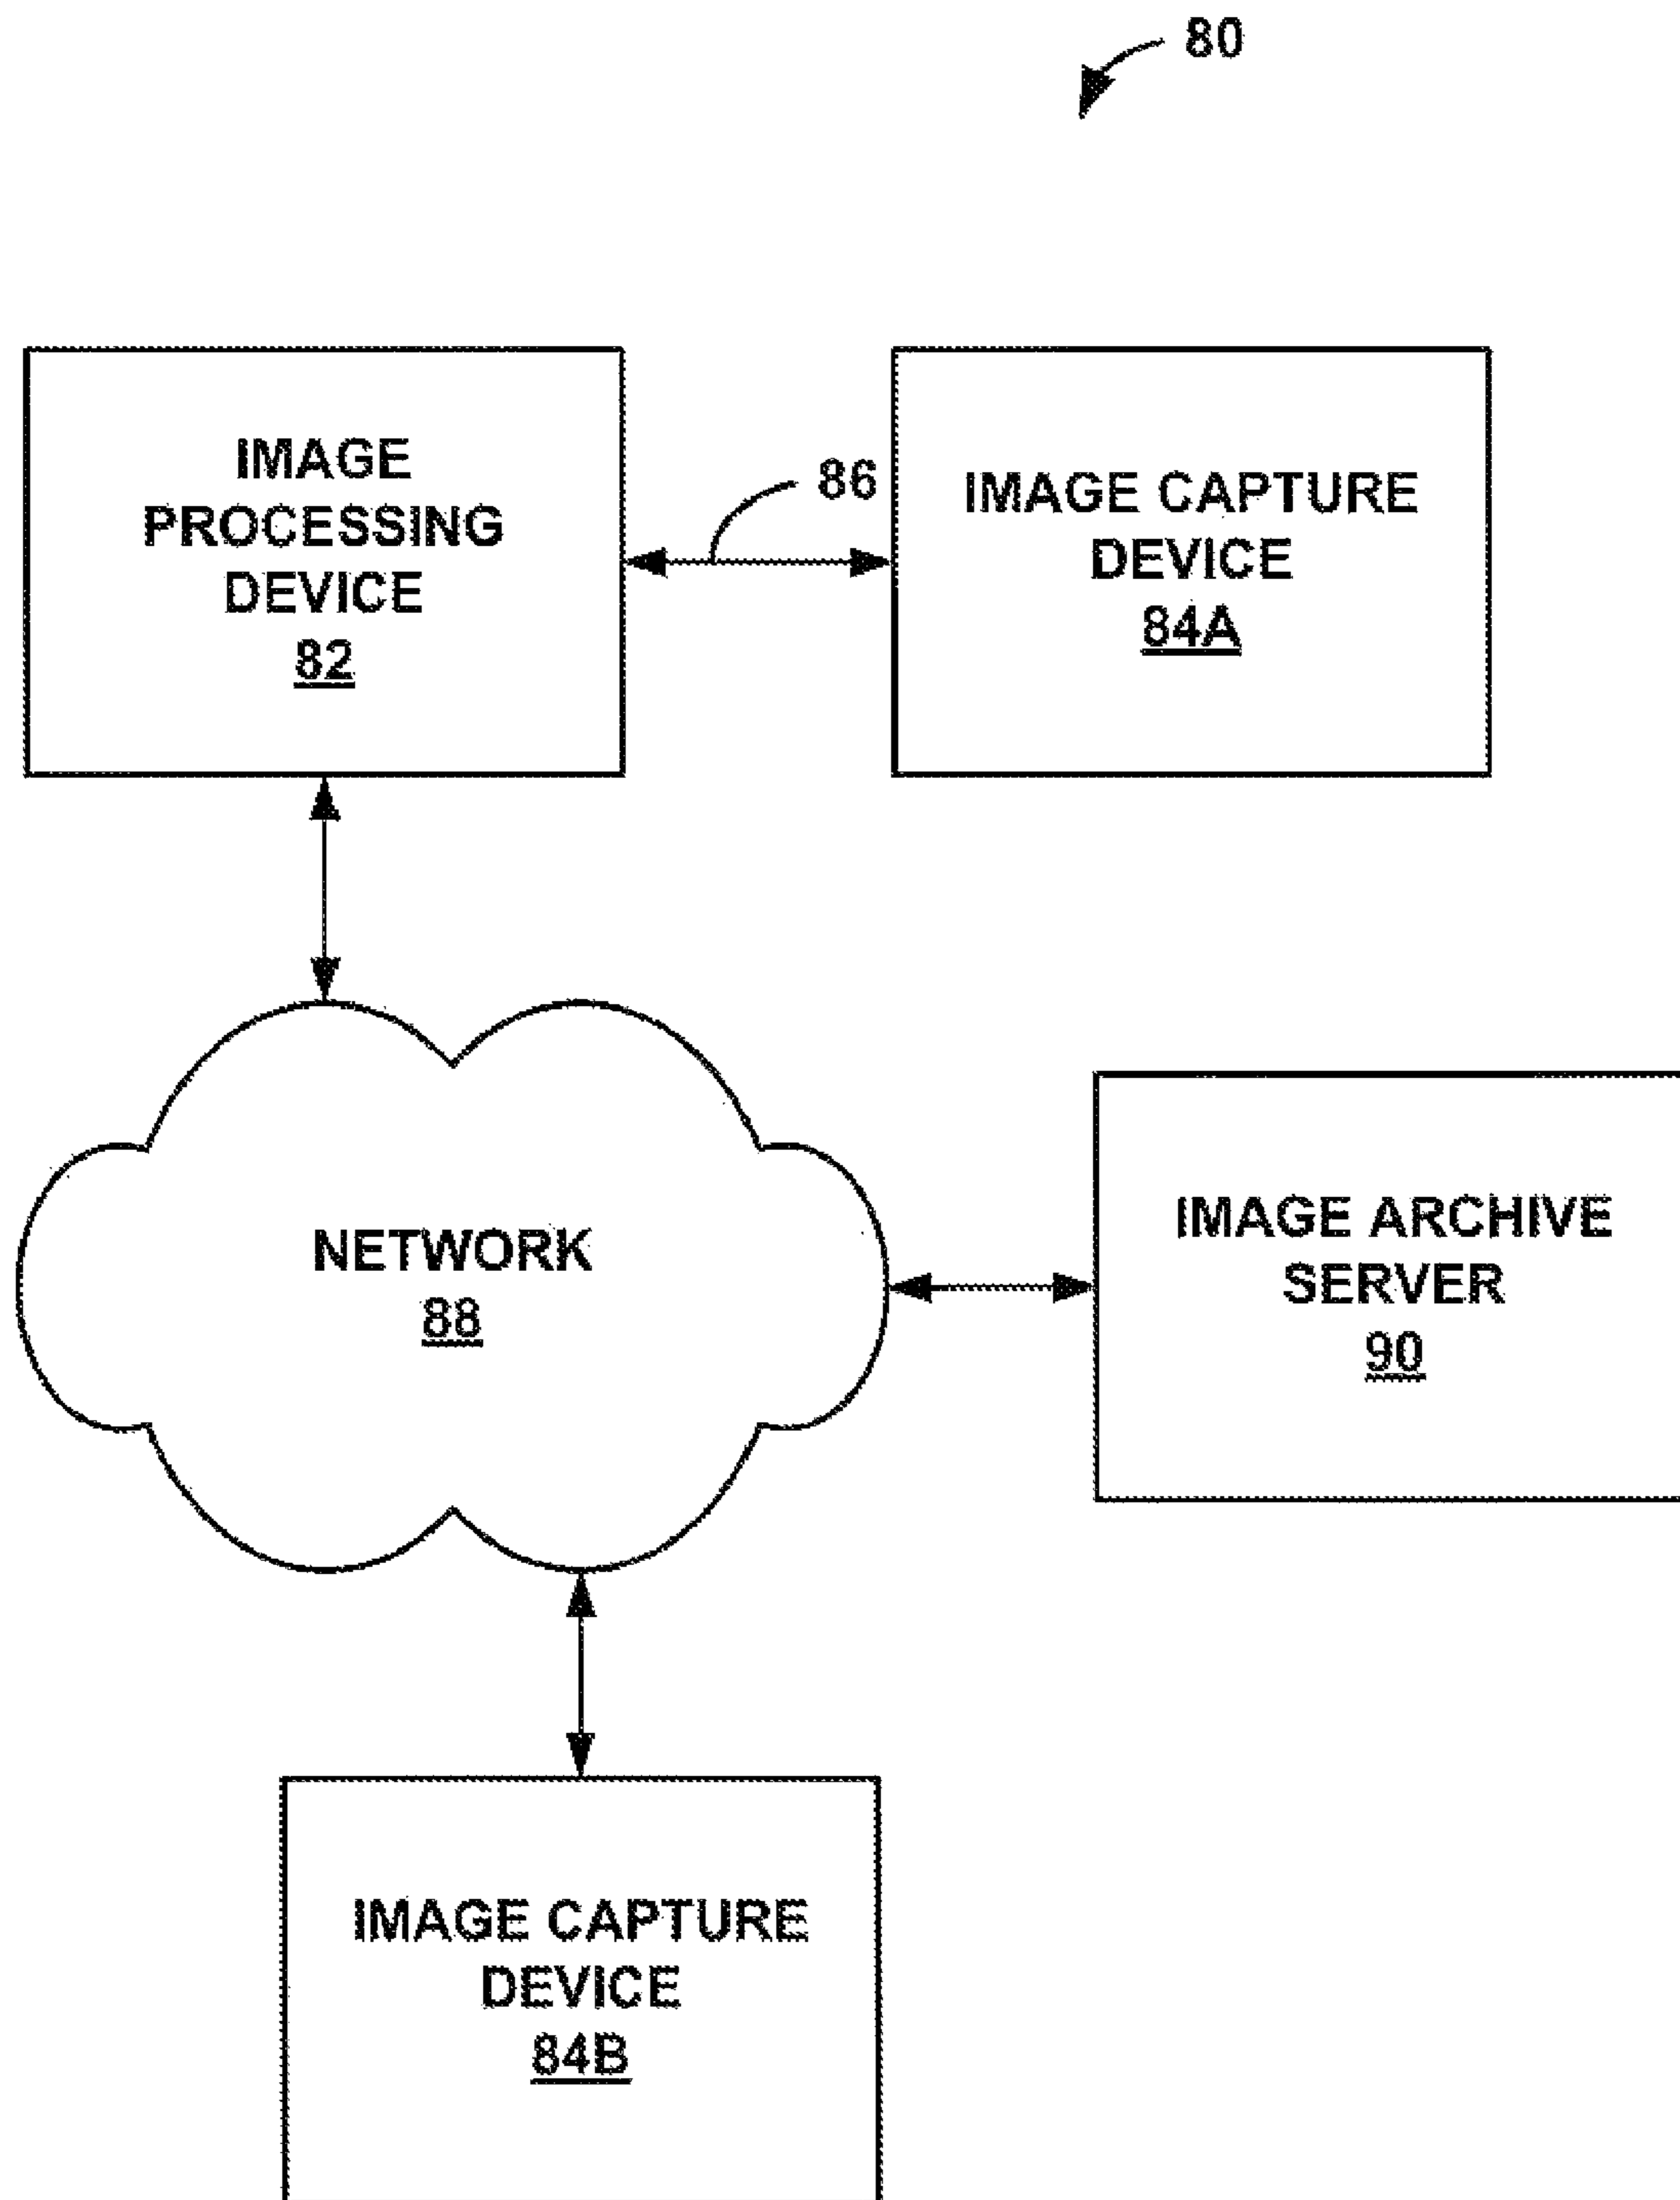 80
IMAGE
PROCESSING
DEVICE
82
86
IMAGE CAPTURE
DEVICE
84A
NETWORK
88
IMAGE ARCHIVE
SERVER
90
IMAGE CAPTURE
DEVICE
84B